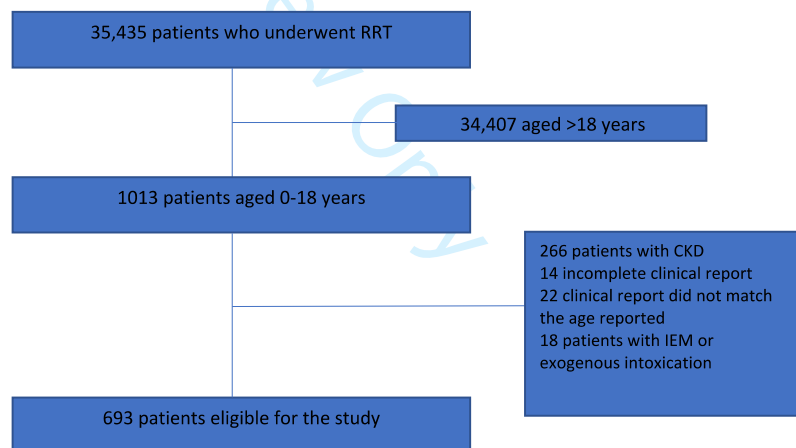 35,435 patients who underwent RRT
34,407 aged >18 years
1013 patients aged 0-18 years
266 patients with CKD
14 incomplete clinical report
22 clinical report did not match
the age reported
18 patients with IEM or
exogenous intoxication
693 patients eligible for the study